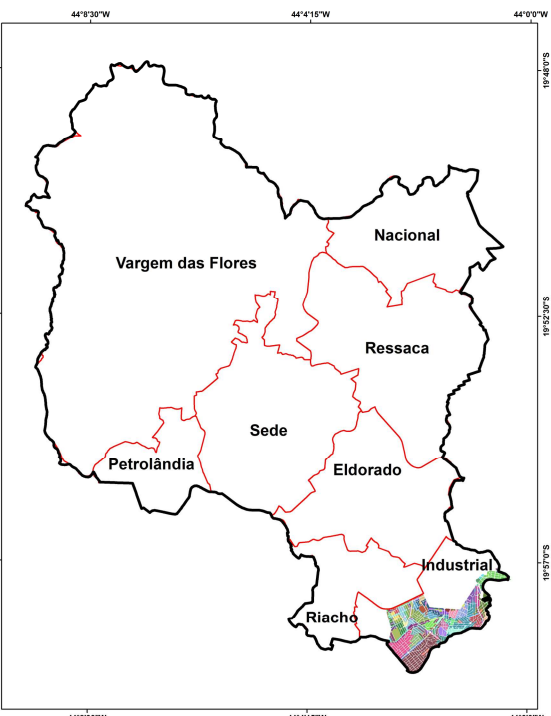 44°8'30"W 44°4'15"W 44°0'0"W
19°48'0"S
Nacional
Vargem das Flores
19°52'30"S
Ressaca
Sede
Petrolândia
Eldorado
19°57'0"S
Industrial
Riacho